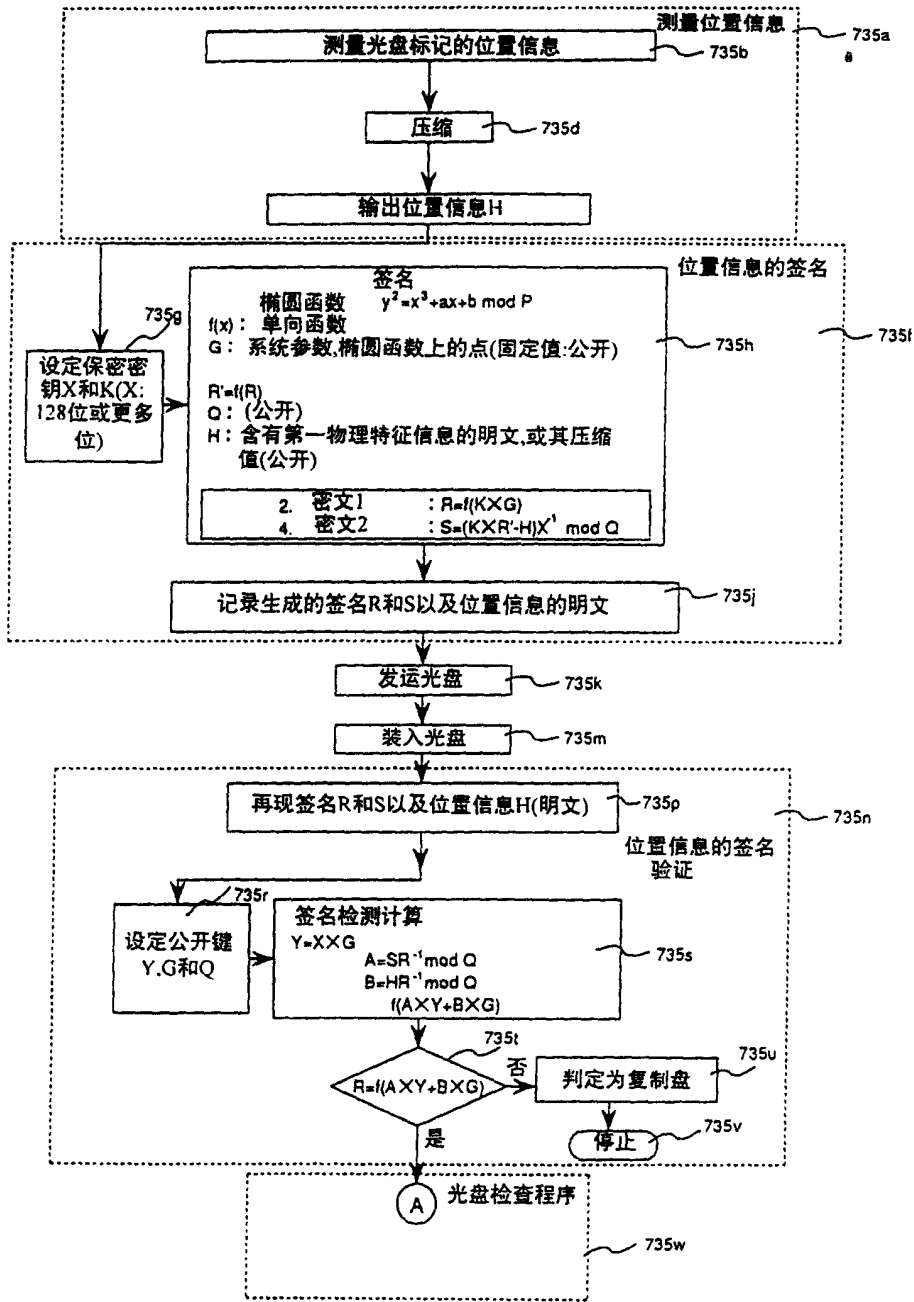 测量位置信息
735a
a
测量光盘标记的位置信息
735b
压缩
735d
输出位置信息H
位置信息的签名
735f
735g
设定保密密
钥X和K(X:
128位或更多
位)
签名
椭圆函数 y²=x³+ax+b mod P
f(x): 单向函数
G: 系统参数,椭圆函数上的点(固定值:公开)
R'=f(R)
Q: (公开)
H: 含有第一物理特征信息的明文,或其压缩
值(公开)
2. 密文1 :R=f(K×G)
4. 密文2 :S=(K×R'-H)X⁻¹ mod Q
735h
记录生成的签名R和S以及位置信息的明文
735j
发运光盘
735k
装入光盘
735m
再现签名R和S以及位置信息H(明文)
735p
735n
位置信息的签名
验证
735r
设定公开键
Y.G和Q
签名检测计算
Y=X×G
A=SR⁻¹ mod Q
B=HR⁻¹ mod Q
f(A×Y+B×G)
735s
735t
R=f(A×Y+B×G)
否
判定为复制盘
735u
停止
735v
是
A
光盘检查程序
735w